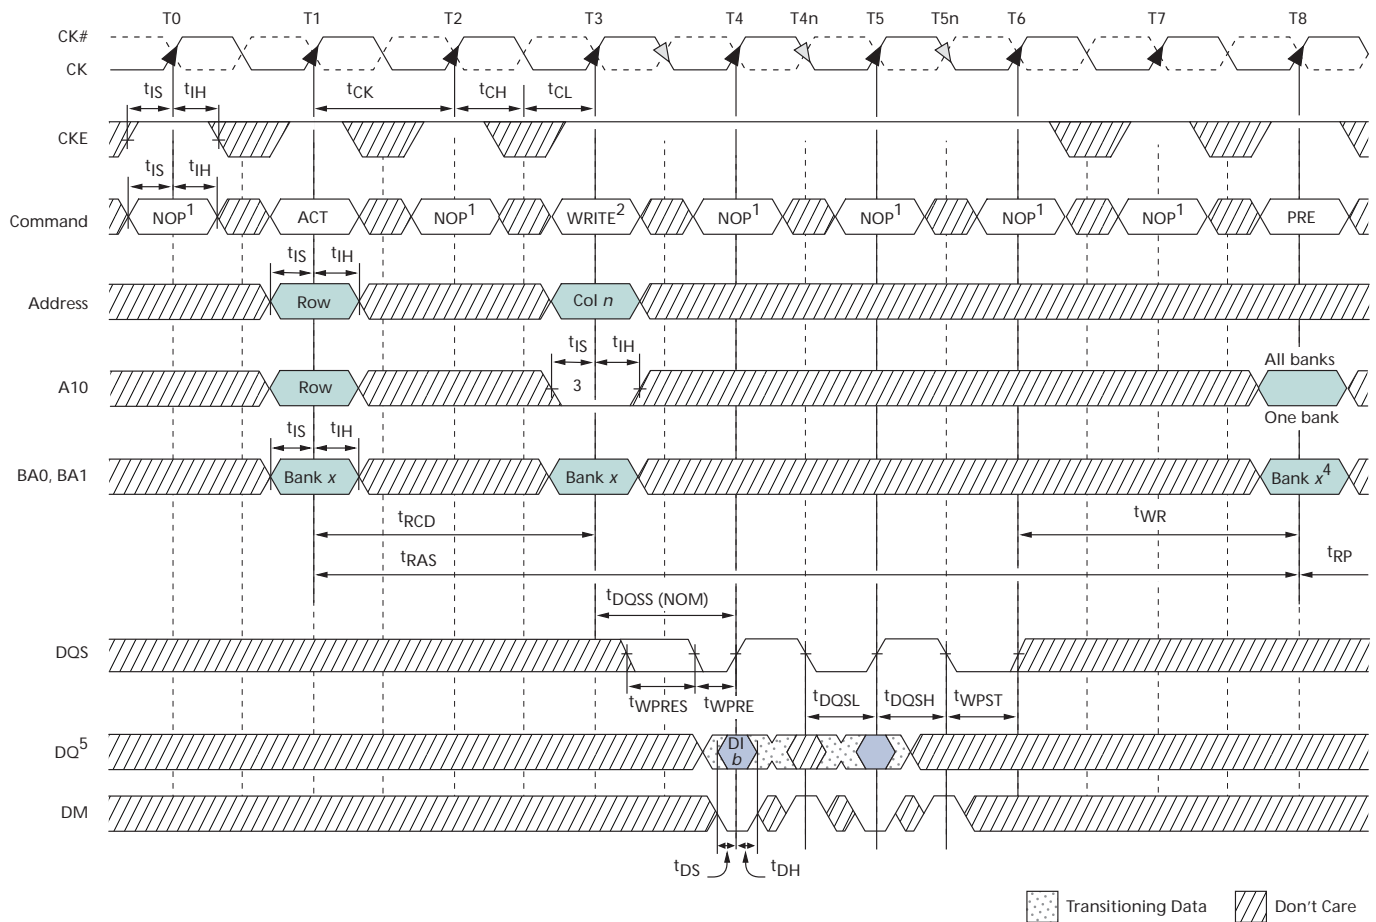 T0 T1 T2 T3 T4 T4n T5 T5n T6 T7 T8
CK#
CK
tIS tIH tCK tCH tCL
CKE
tIS tIH
Command NOP1 ACT NOP1 WRITE2 NOP1 NOP1 NOP1 NOP1 PRE
tIS tIH
Address Row Col n
tIS tIH
All banks
A10 Row 3
One bank
tIS tIH
BA0, BA1 Bank x Bank x Bank x4
tRCD tWR
tRAS tRP
tDQSS (NOM)
DQS
tWPRES tWPRE tDQSL tDQSH tWPST
DQ5 DI
b
DM
tDS tDH
Transitioning Data Don't Care